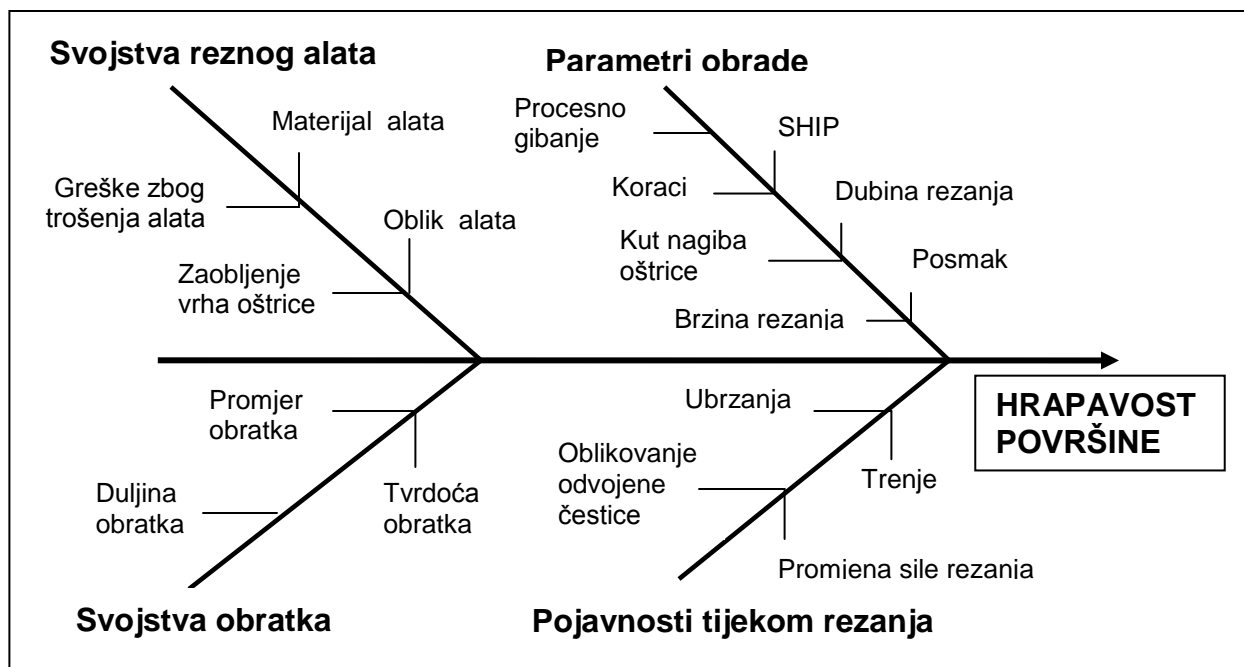 Svojstva reznog alata
Parametri obrade
Materijal alata
Greške zbog
trošenja alata
Oblik alata
Zaobljenje
vrha oštrice
Procesno
gibanje
SHIP
Koraci
Dubina rezanja
Kut nagiba
oštrice
Posmak
Brzina rezanja
HRAPAVOST
POVRŠINE
Promjer
obratka
Duljina
obratka
Tvrdoća
obratka
Ubrzanja
Oblikovanje
odvojene
čestice
Trenje
Promjena sile rezanja
Svojstva obratka
Pojavnosti tijekom rezanja